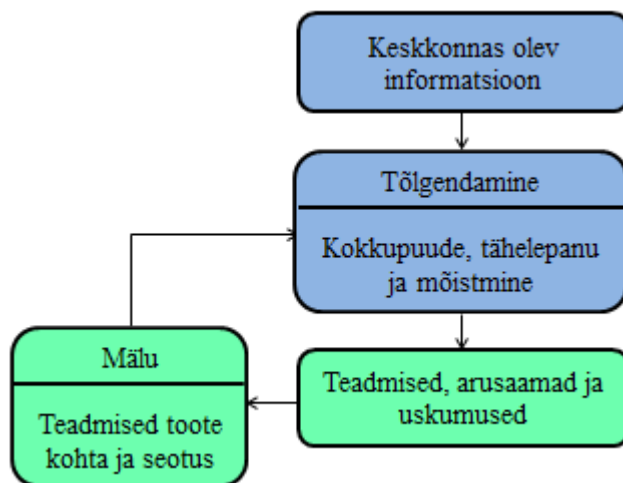 Keskkonnas olev
informatsioon
Tõlgendamine
Kokkupuude, tähelepanu
ja mõistmine
Mälu
Teadmised toote
kohta ja seotus
Teadmised, arusaamad ja
uskumused